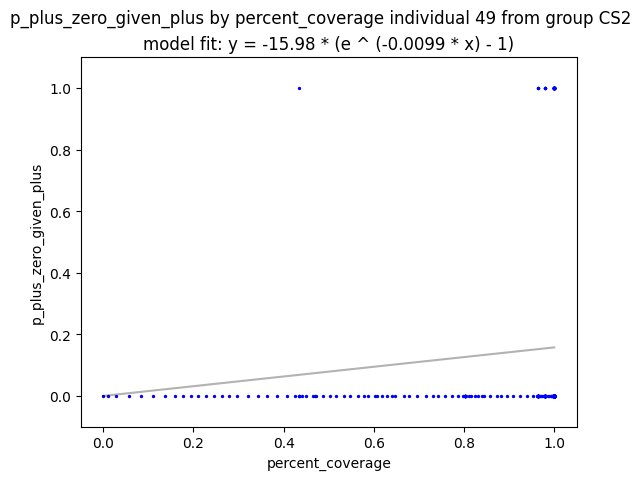 p_plus_zero_given_plus by percent_coverage individual 49 from group CS2
model fit: y = -15.98 * (e ^ (-0.0099 * x) - 1)
1.0
0.8
0.6
0.4
0.2
0.0
p_plus_zero_given_plus
0.0 0.2 0.4 0.6 0.8 1.0
percent_coverage